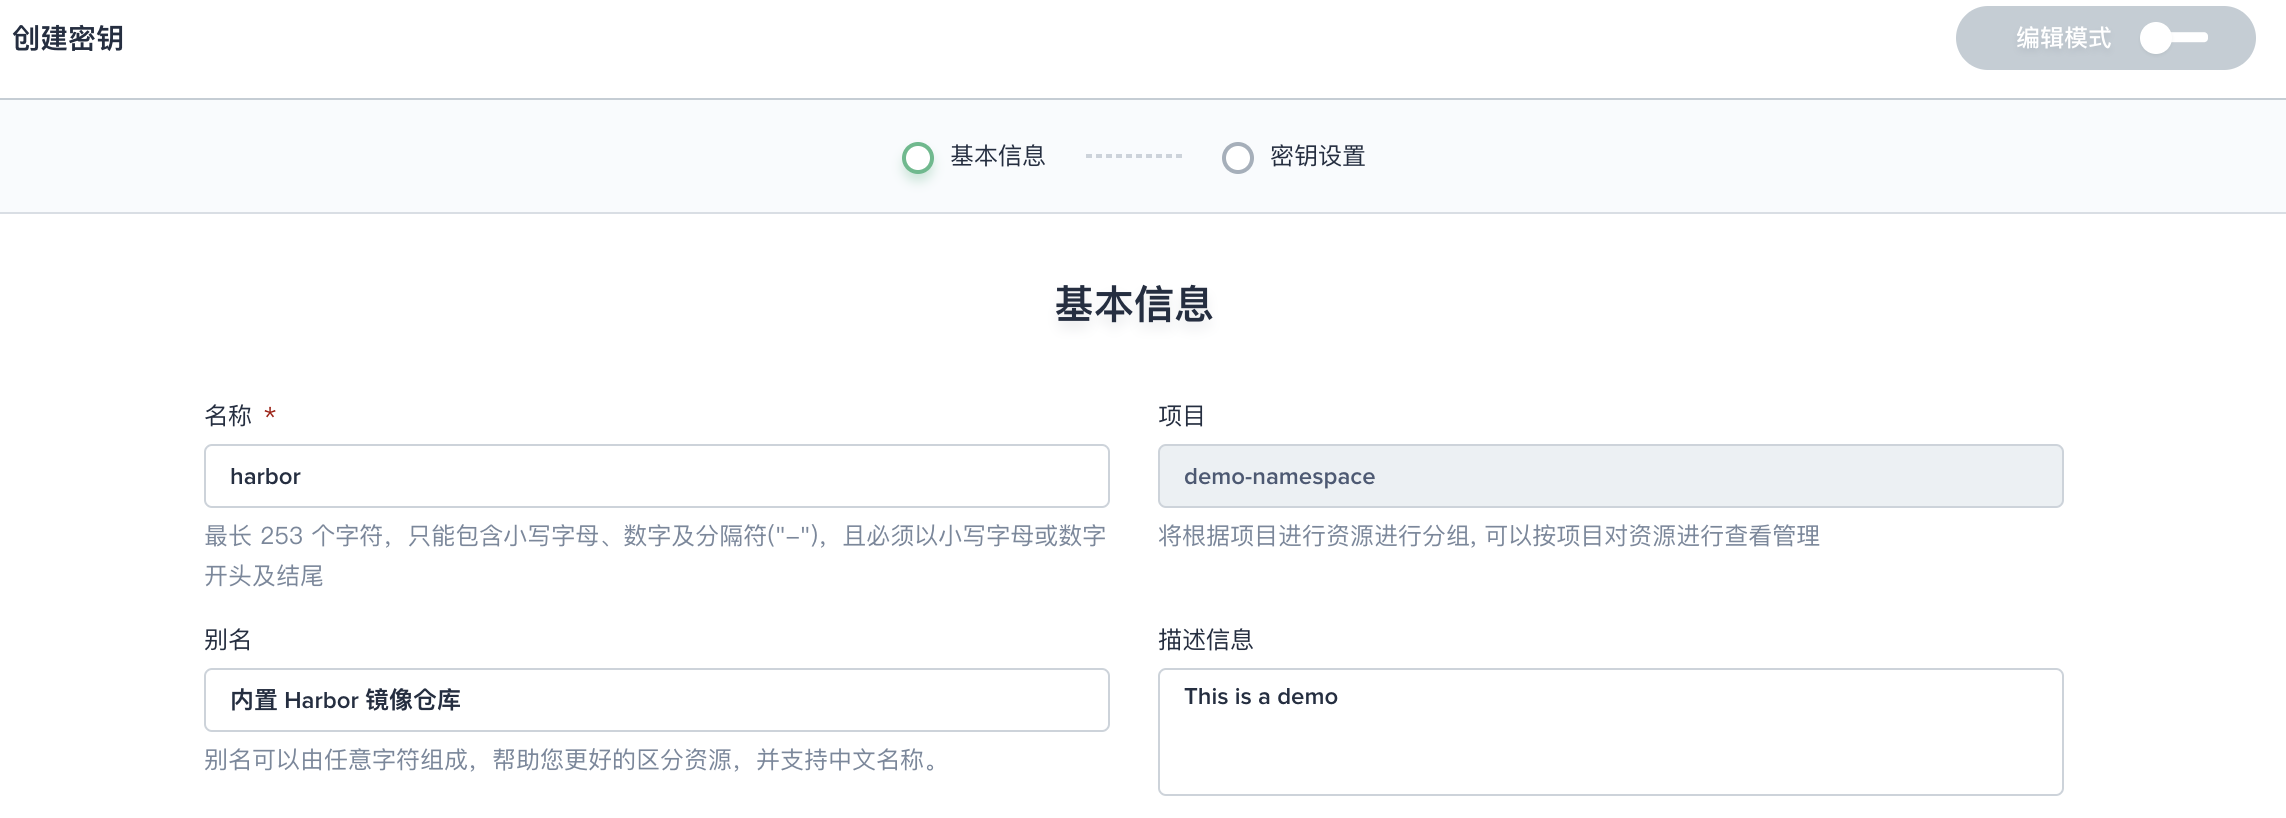 创建密钥
编辑模式
基本信息
密钥设置
基本信息
名称 *
harbor
最长 253 个字符，只能包含小写字母、数字及分隔符("-")，且必须以小写字母或数字
开头及结尾
项目
demo-namespace
将根据项目进行资源进行分组, 可以按项目对资源进行查看管理
别名
内置 Harbor 镜像仓库
别名可以由任意字符组成，帮助您更好的区分资源，并支持中文名称。
描述信息
This is a demo